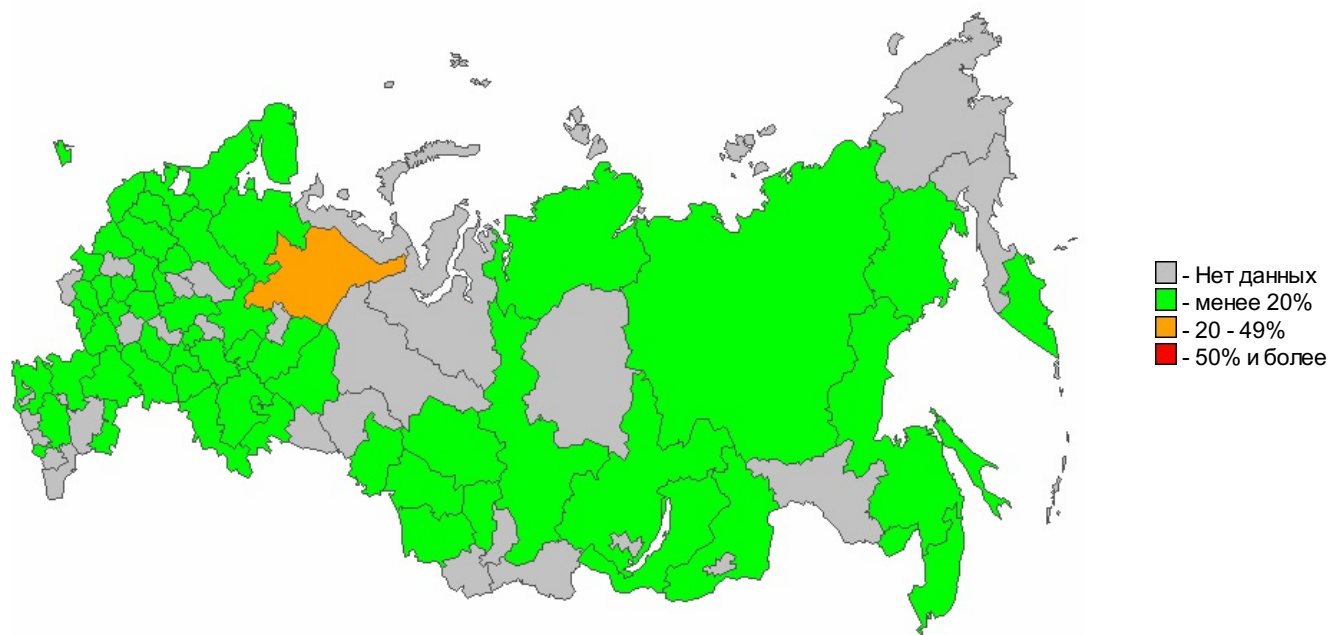 - Нет данных
- менее 20%
- 20 - 49%
- 50% и более